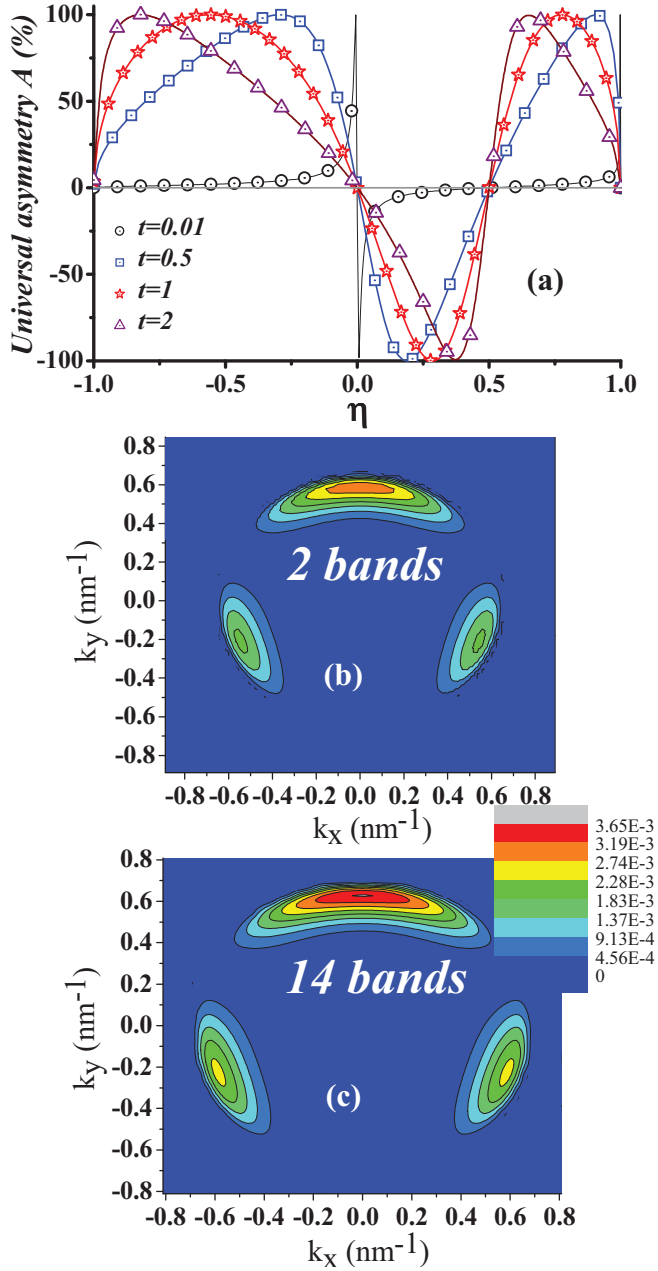 Universal asymmetry A (%)
100
50
0
-50
-100
t=0.01
t=0.5
t=1
t=2
(a)
-1.0 -0.5 0.0 0.5 1.0
η
0.8
0.6
0.4
0.2
0.0
-0.2
-0.4
-0.6
-0.8
k_y (nm⁻¹)
2 bands
(b)
-0.8 -0.6 -0.4 -0.2 0.0 0.2 0.4 0.6 0.8
k_x (nm⁻¹)
3.65E-3
3.19E-3
2.74E-3
2.28E-3
1.83E-3
1.37E-3
9.13E-4
4.56E-4
0
0.8
0.6
0.4
0.2
0.0
-0.2
-0.4
-0.6
-0.8
k_y (nm⁻¹)
14 bands
(c)
-0.8 -0.6 -0.4 -0.2 0.0 0.2 0.4 0.6 0.8
k_x (nm⁻¹)